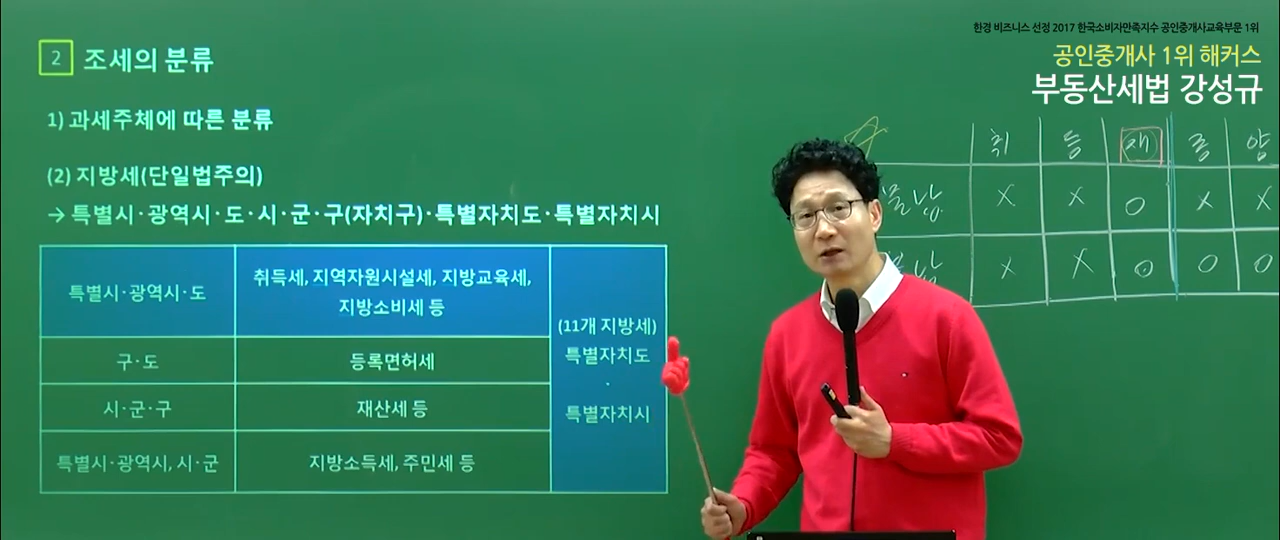 한경 비즈니스 선정 2017 한국소비자만족지수 공인중개사교육부문 1위
공인중개사 1위 해커스
부동산세법 강성규
2 조세의 분류
1) 과세주체에 따른 분류
(2) 지방세(단일법주의)
→ 특별시·광역시·도·시·군·구(자치구)·특별자치도·특별자치시
특별시·광역시·도
취득세, 지역자원시설세, 지방교육세,
지방소비세 등
구·도
등록면허세
시·군·구
재산세 등
특별시·광역시, 시·군
지방소득세, 주민세 등
(11개 지방세)
특별자치도
·
특별자치시
취 등 재 종 양
물납 X X O X X
분납 X X O O O